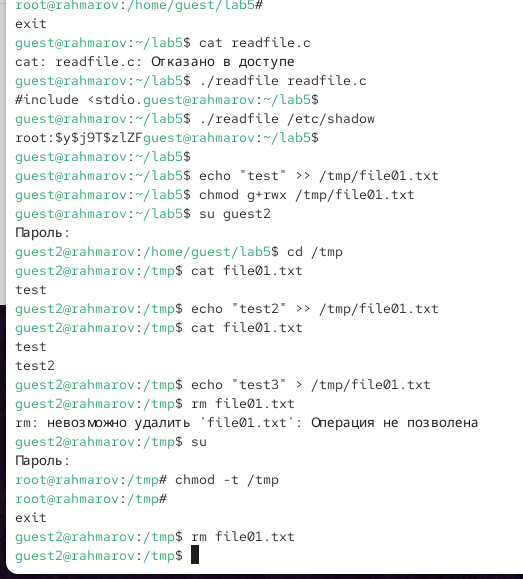 root@rahmarov:/home/guest/lab5#
exit
guest@rahmarov:~/lab5$ cat readfile.c
cat: readfile.c: Отказано в доступе
guest@rahmarov:~/lab5$ ./readfile readfile.c
#include <stdio.guest@rahmarov:~/lab5$
guest@rahmarov:~/lab5$ ./readfile /etc/shadow
root:$y$j9T$zlZFguest@rahmarov:~/lab5$
guest@rahmarov:~/lab5$
guest@rahmarov:~/lab5$ echo "test" >> /tmp/file01.txt
guest@rahmarov:~/lab5$ chmod g+rwx /tmp/file01.txt
guest@rahmarov:~/lab5$ su guest2
Пароль:
guest2@rahmarov:/home/guest/lab5$ cd /tmp
guest2@rahmarov:/tmp$ cat file01.txt
test
guest2@rahmarov:/tmp$ echo "test2" >> /tmp/file01.txt
guest2@rahmarov:/tmp$ cat file01.txt
test
test2
guest2@rahmarov:/tmp$ echo "test3" > /tmp/file01.txt
guest2@rahmarov:/tmp$ rm file01.txt
rm: невозможно удалить 'file01.txt': Операция не позволена
guest2@rahmarov:/tmp$ su
Пароль:
root@rahmarov:/tmp# chmod -t /tmp
root@rahmarov:/tmp#
exit
guest2@rahmarov:/tmp$ rm file01.txt
guest2@rahmarov:/tmp$